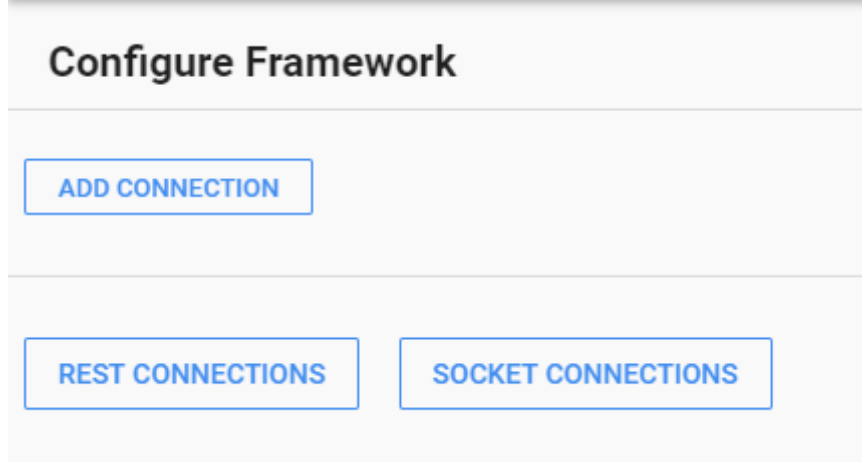 Configure Framework
ADD CONNECTION
REST CONNECTIONS SOCKET CONNECTIONS